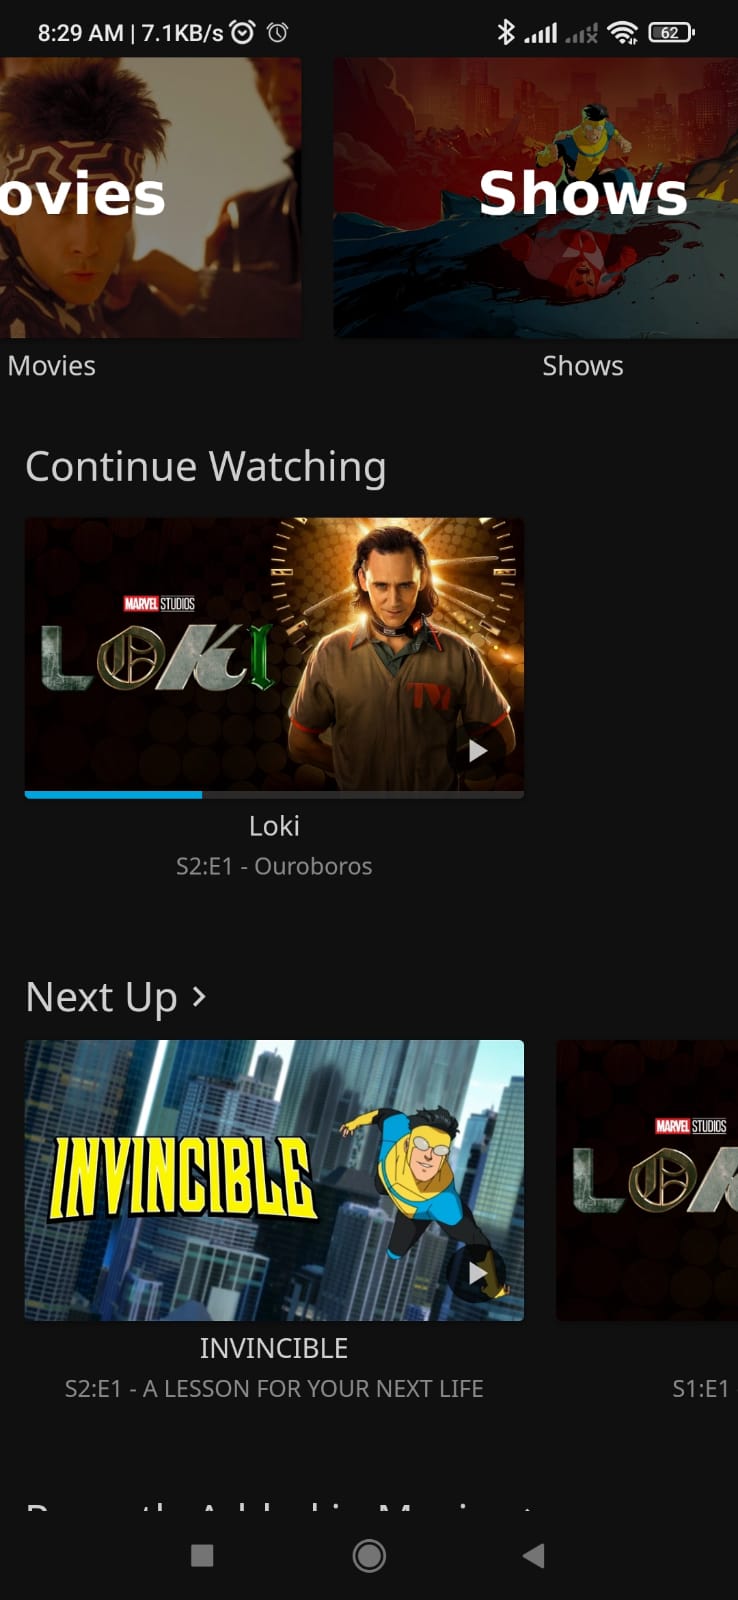 8:29 AM | 7.1KB/s
62
ovies
Shows
Movies
Shows
Continue Watching
MARVEL STUDIOS
LOKI
Loki
S2:E1 - Ouroboros
Next Up
INVINCIBLE
MARVEL STUDIOS
LOK
INVINCIBLE
S2:E1 - A LESSON FOR YOUR NEXT LIFE
S1:E1